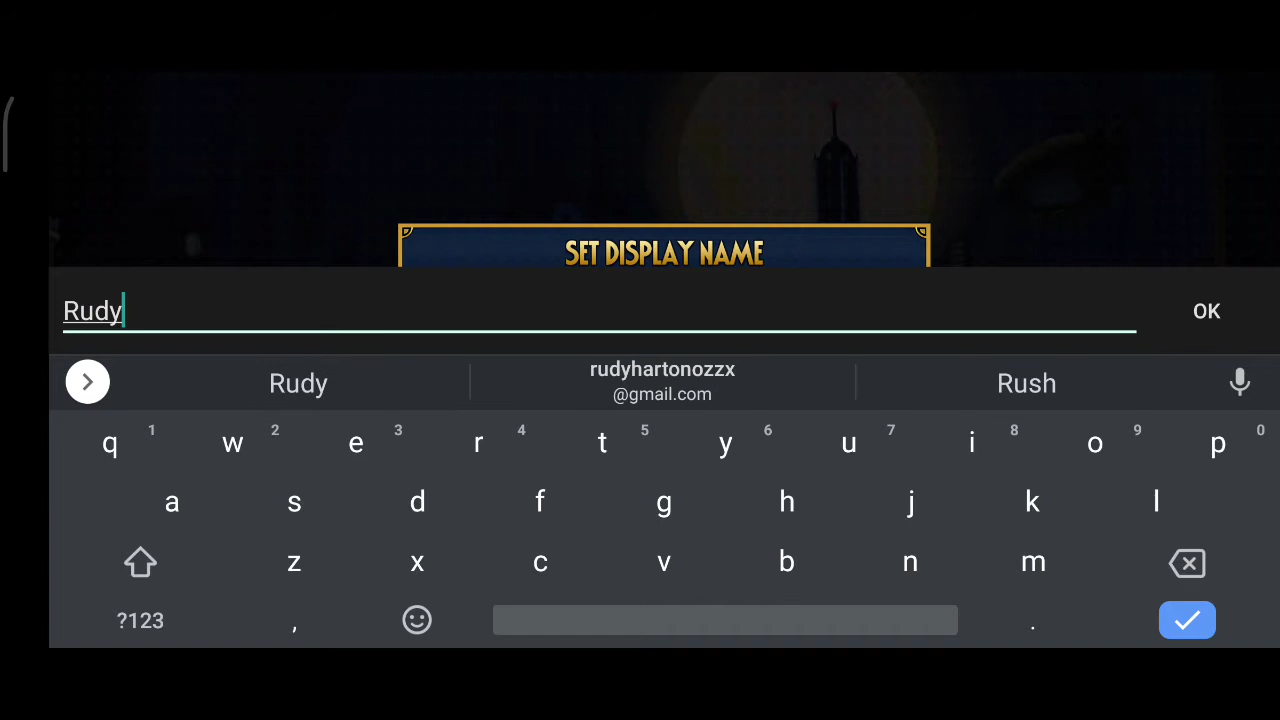 SET DISPLAY NAME
Rudy
OK
Rudy
rudyhartonozzx
@gmail.com
Rush
q 1 w 2 e 3 r 4 t 5 y 6 u 7 i 8 o 9 p 0
a s d f g h j k l
z x c v b n m
?123 , .